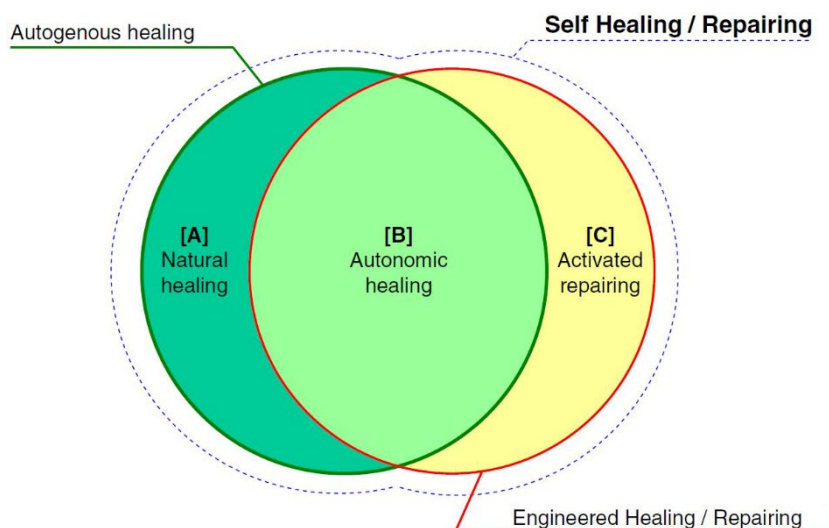 Autogenous healing
Self Healing / Repairing
[A]
Natural
healing
[B]
Autonomic
healing
[C]
Activated
repairing
Engineered Healing / Repairing